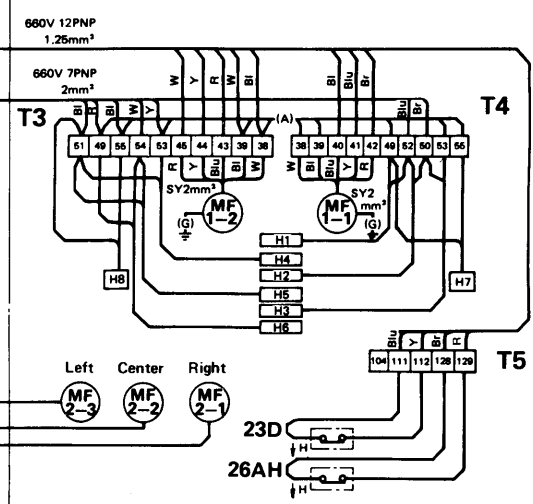 660V 12PNP
1.25mm²
W Y R W Bl Bl Blu Br
660V 7PNP
2mm²
T3 Bl R Bl W Y (A) Blu Bl T4
51 49 55 54 53 45 44 43 39 38
38 39 40 41 42 49 52 50 53 55
R W Y Blu Bl W W Bl Blu Y R
SY2mm² SY2
mm²
MF
1-2
MF
1-1
(G) (G)
H1
H4
H2
H8 H7
H5
H3
H6
Blu Y Br R
104 111 112 128 129 T5
Left Center Right
MF
2-3
MF
2-2
MF
2-1
23D
H
26AH
H